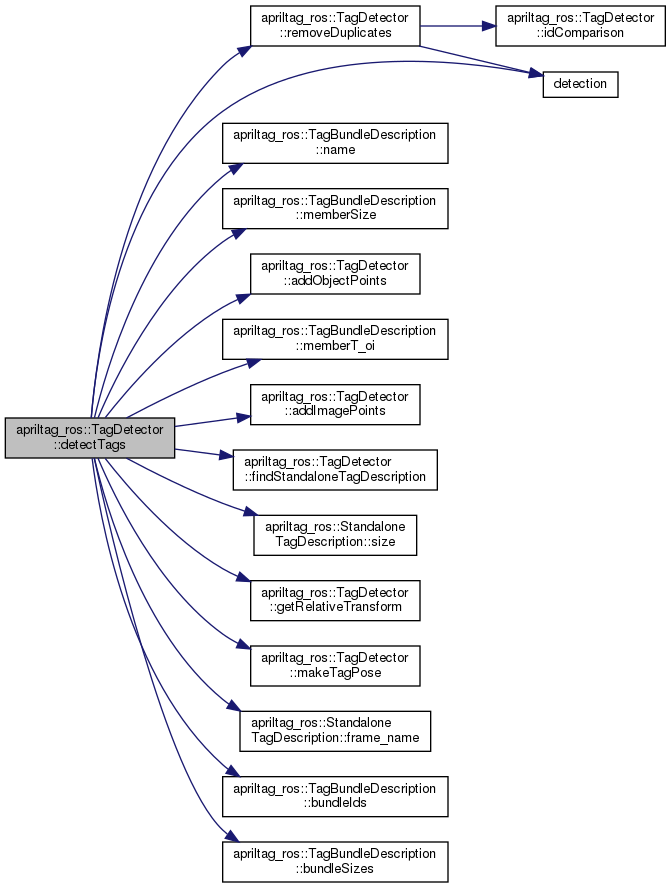 apriltag_ros::TagDetector
::removeDuplicates
apriltag_ros::TagDetector
::idComparison
detection
apriltag_ros::TagBundleDescription
::name
apriltag_ros::TagBundleDescription
::memberSize
apriltag_ros::TagDetector
::addObjectPoints
apriltag_ros::TagBundleDescription
::memberT_oi
apriltag_ros::TagDetector
::addImagePoints
apriltag_ros::TagDetector
::detectTags
apriltag_ros::TagDetector
::findStandaloneTagDescription
apriltag_ros::Standalone
TagDescription::size
apriltag_ros::TagDetector
::getRelativeTransform
apriltag_ros::TagDetector
::makeTagPose
apriltag_ros::Standalone
TagDescription::frame_name
apriltag_ros::TagBundleDescription
::bundleIds
apriltag_ros::TagBundleDescription
::bundleSizes